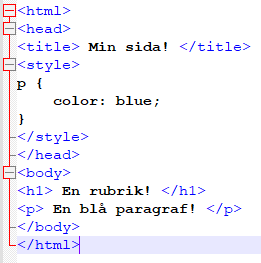 <html>
<head>
<title> Min sida! </title>
<style>
p {
    color: blue;
}
</style>
</head>
<body>
<h1> En rubrik! </h1>
<p> En blå paragraf! </p>
</body>
</html>